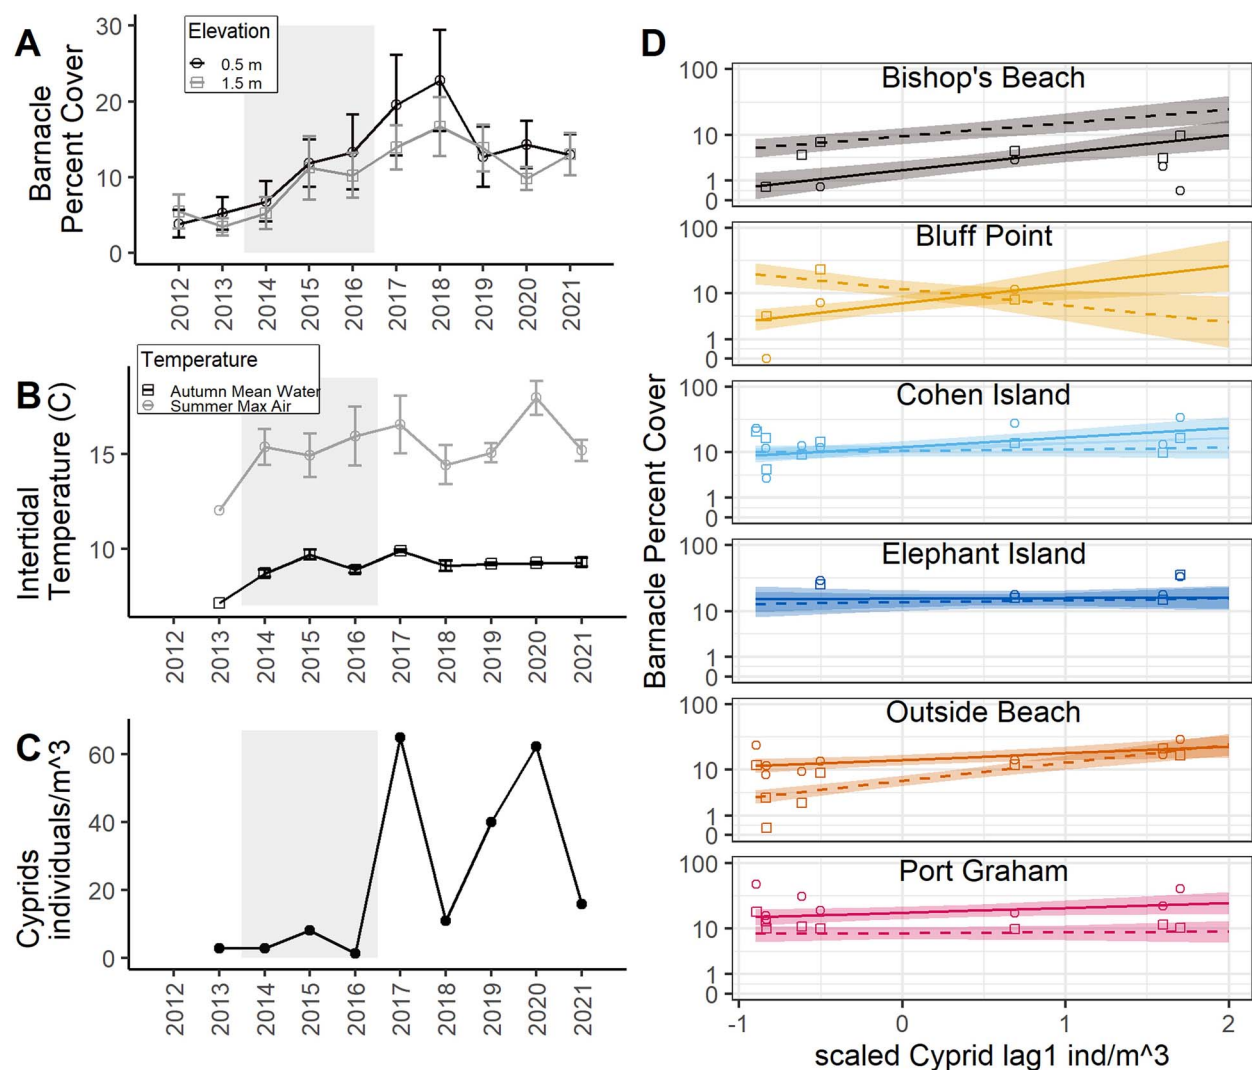 A
Barnacle
Percent Cover
30
20
10
0
Elevation
0.5 m
1.5 m
2012
2013
2014
2015
2016
2017
2018
2019
2020
2021
B
Intertidal
Temperature (C)
15
10
Temperature
Autumn Mean Water
Summer Max Air
2012
2013
2014
2015
2016
2017
2018
2019
2020
2021
C
Cyprids
individuals/m^3
60
40
20
0
2012
2013
2014
2015
2016
2017
2018
2019
2020
2021
D
Barnacle Percent Cover
Bishop's Beach
100
10
1
0
Bluff Point
100
10
1
0
Cohen Island
100
10
1
0
Elephant Island
100
10
1
0
Outside Beach
100
10
1
0
Port Graham
100
10
1
0
-1 0 1 2
scaled Cyprid lag1 ind/m^3